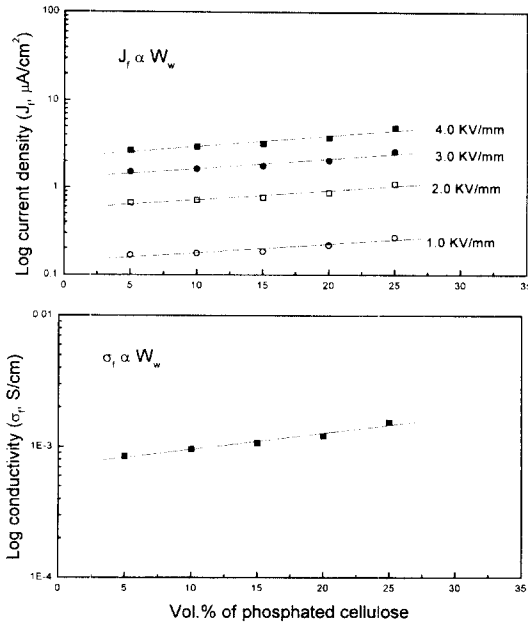 Log current density (J_f, μA/cm²)
100
10
1
0.1
J_f α W_w
4.0 KV/mm
3.0 KV/mm
2.0 KV/mm
1.0 KV/mm
0 5 10 15 20 25 30 35
Log conductivity (σ_f, S/cm)
0 01
1E-3
1E-4
σ_f α W_w
0 5 10 15 20 25 30 35
Vol.% of phosphated cellulose